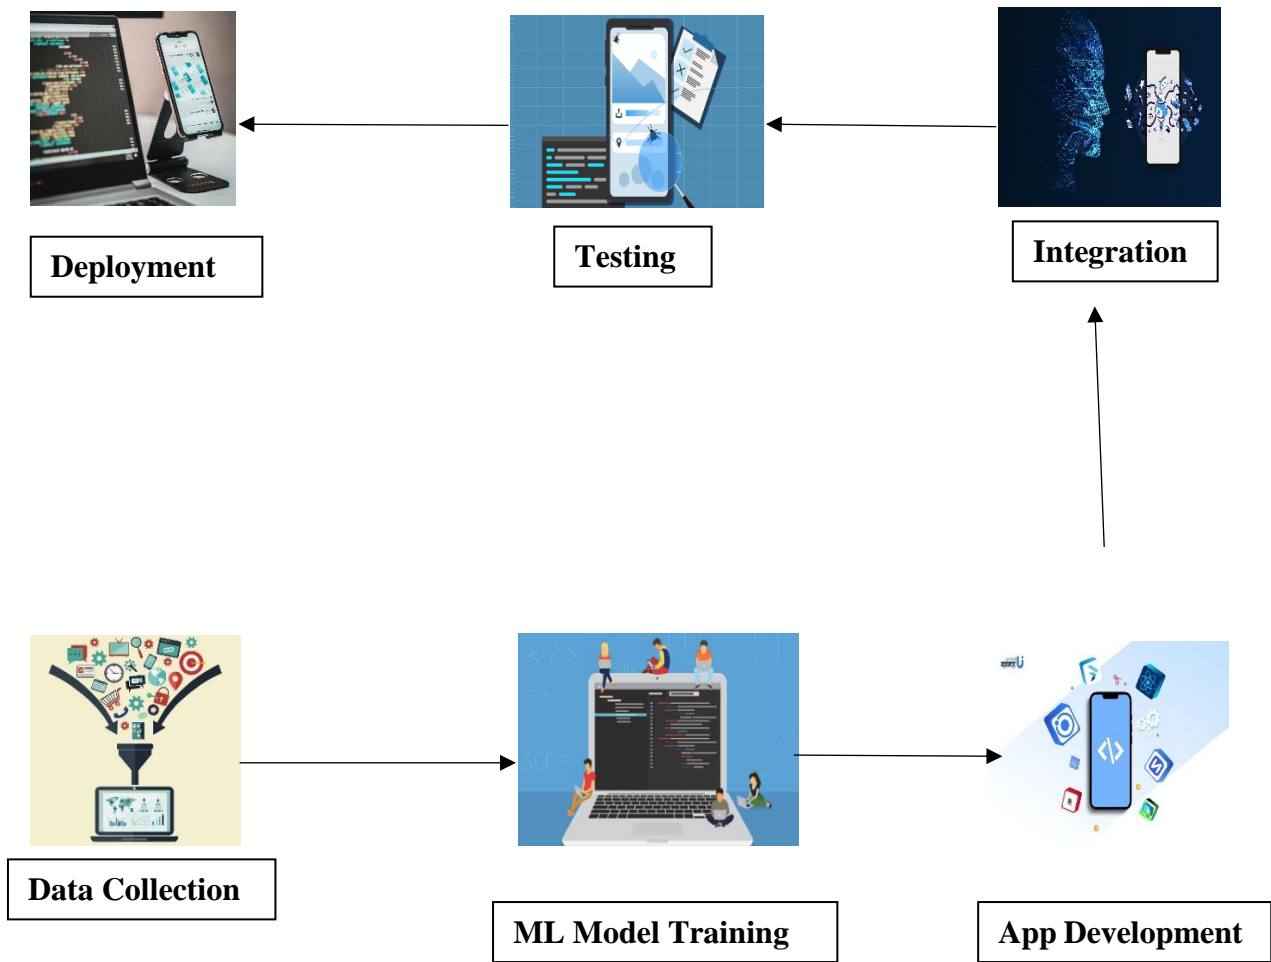 Deployment
Testing
Integration
Data Collection
ML Model Training
App Development